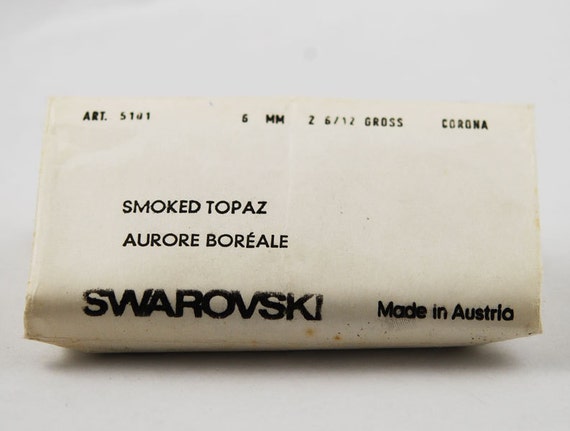 ART. 5101 6 MM 2 6/12 GROSS CORONA
SMOKED TOPAZ
AURORE BORÉALE
SWAROVSKI Made in Austria